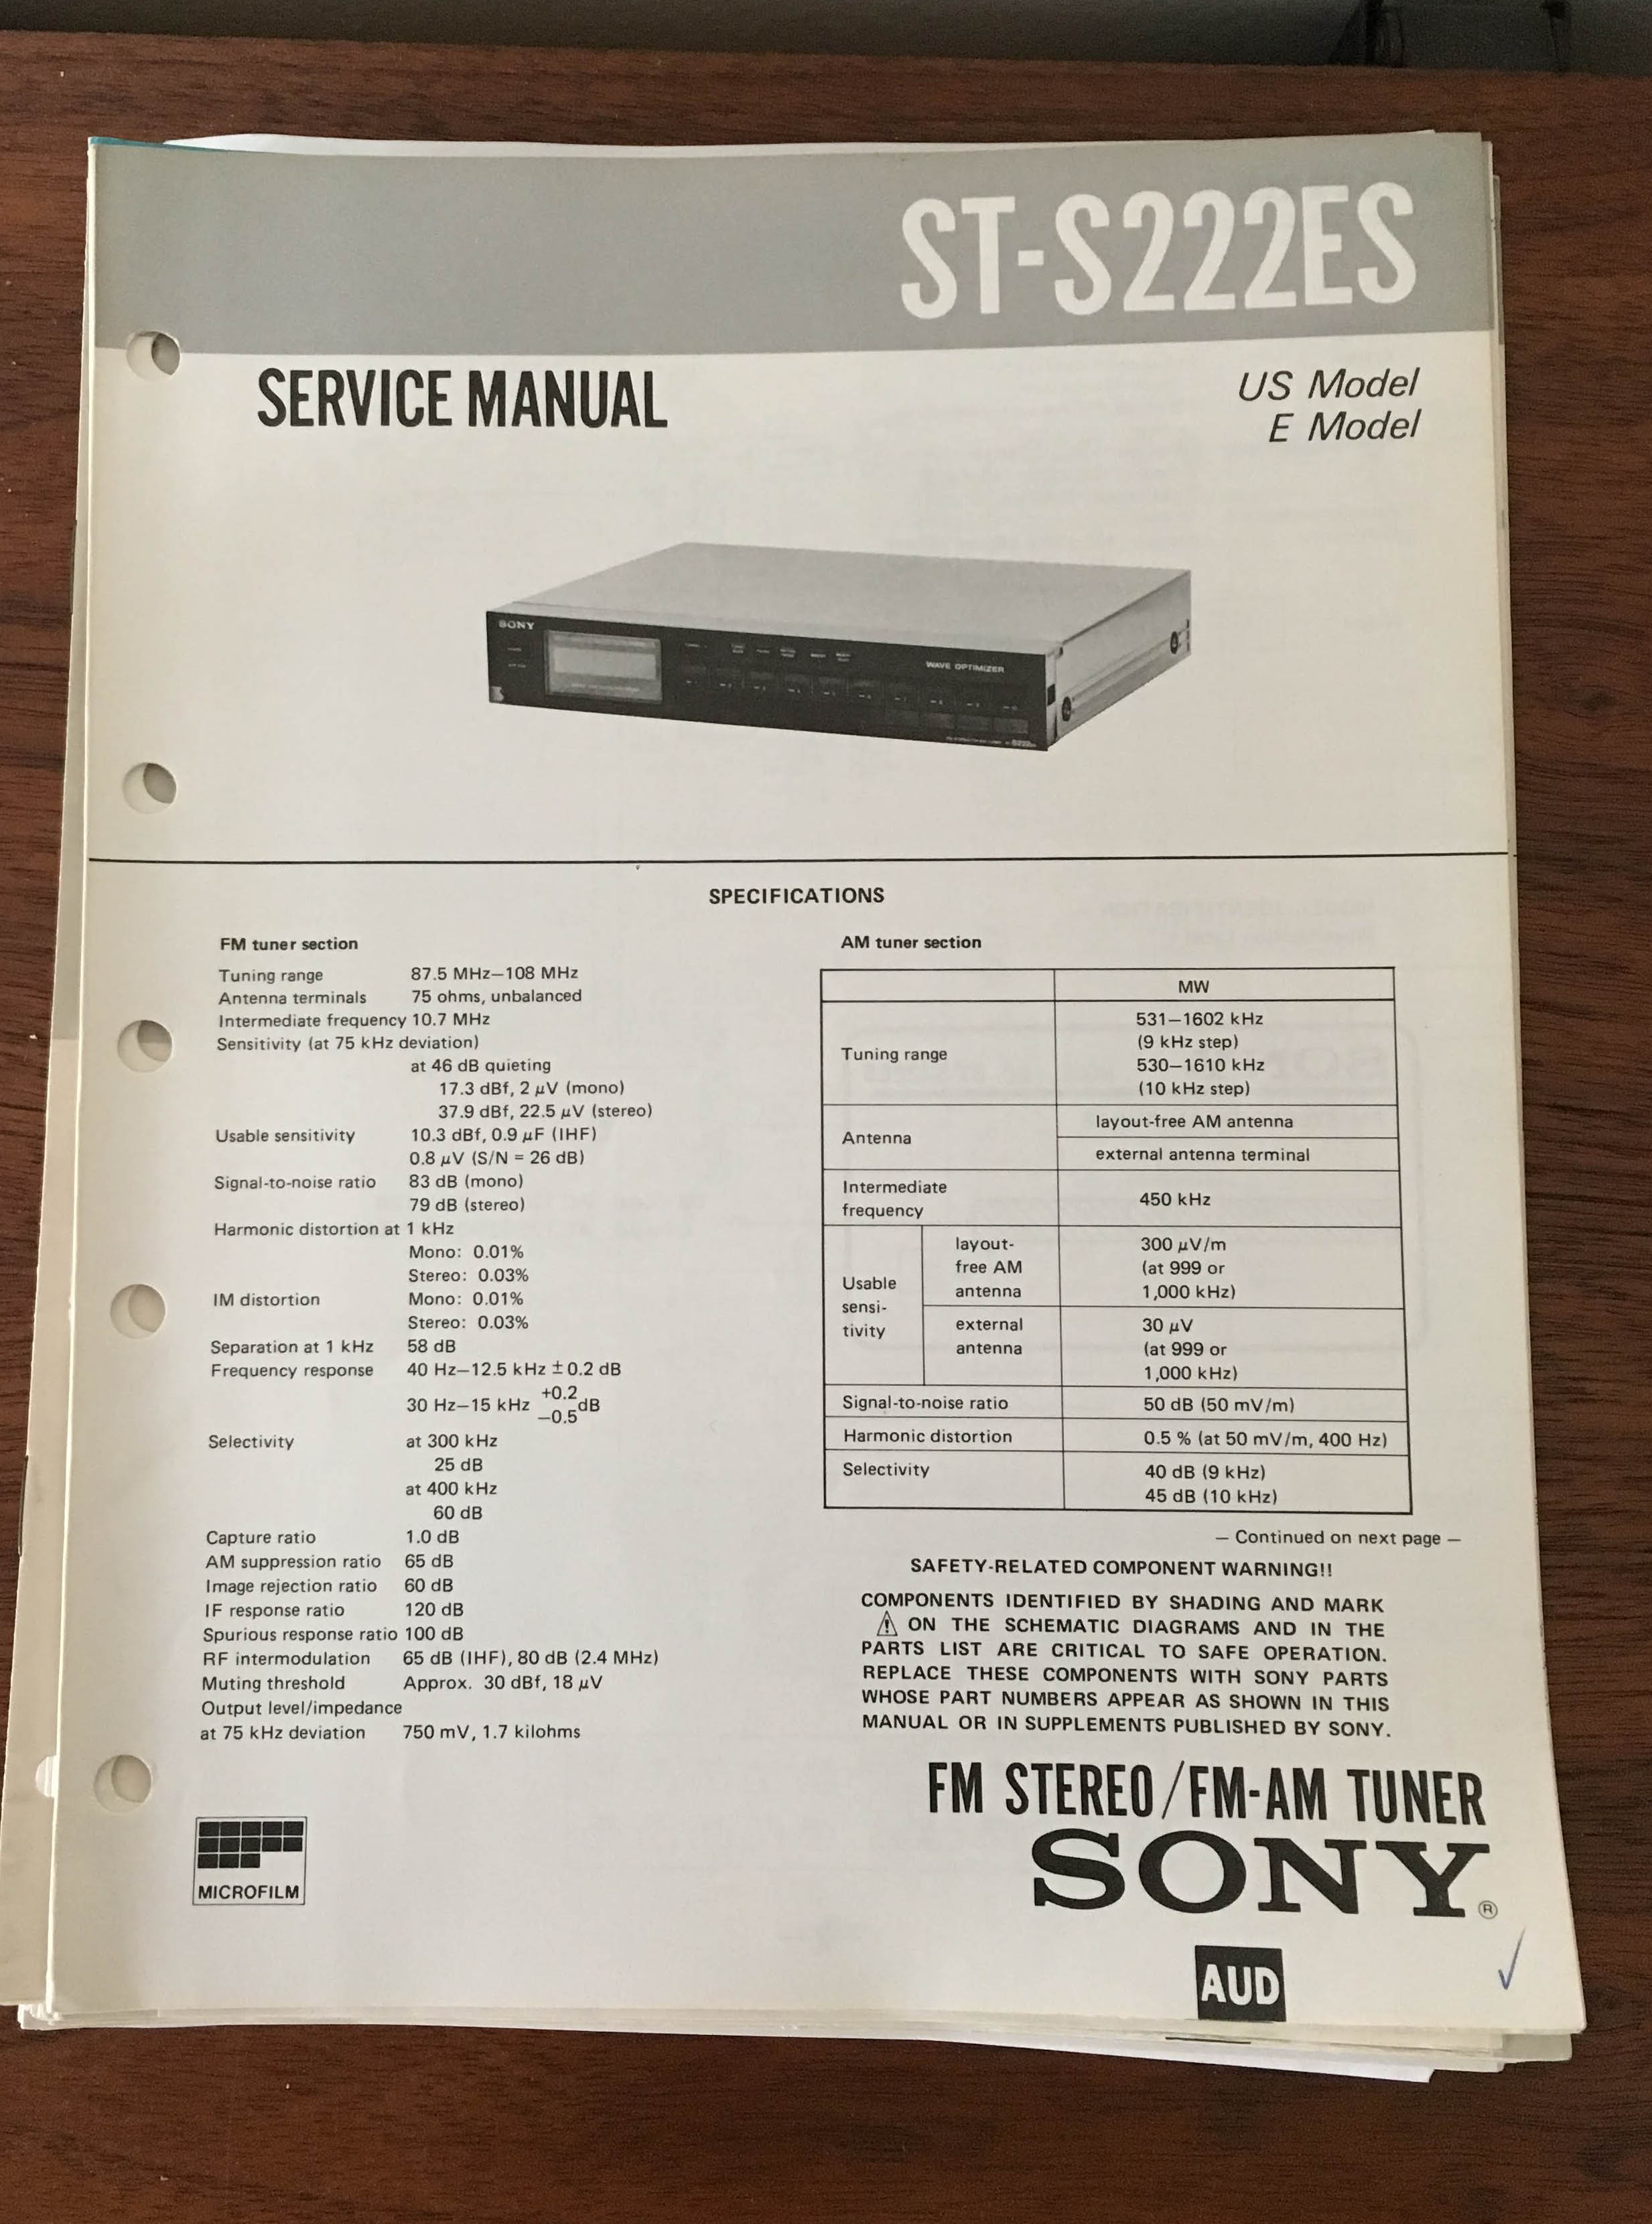 ST-S222ES
SERVICE MANUAL
US Model
E Model
SONY
WAVE OPTIMIZER
SPECIFICATIONS
FM tuner section
Tuning range 87.5 MHz—108 MHz
Antenna terminals 75 ohms, unbalanced
Intermediate frequency 10.7 MHz
Sensitivity (at 75 kHz deviation)
at 46 dB quieting
17.3 dBf, 2 μV (mono)
37.9 dBf, 22.5 μV (stereo)
Usable sensitivity 10.3 dBf, 0.9 μF (IHF)
0.8 μV (S/N = 26 dB)
Signal-to-noise ratio 83 dB (mono)
79 dB (stereo)
Harmonic distortion at 1 kHz
Mono: 0.01%
Stereo: 0.03%
IM distortion Mono: 0.01%
Stereo: 0.03%
Separation at 1 kHz 58 dB
Frequency response 40 Hz—12.5 kHz ±0.2 dB
30 Hz—15 kHz +0.2 −0.5 dB
Selectivity at 300 kHz
25 dB
at 400 kHz
60 dB
Capture ratio 1.0 dB
AM suppression ratio 65 dB
Image rejection ratio 60 dB
IF response ratio 120 dB
Spurious response ratio 100 dB
RF intermodulation 65 dB (IHF), 80 dB (2.4 MHz)
Muting threshold Approx. 30 dBf, 18 μV
Output level/impedance
at 75 kHz deviation 750 mV, 1.7 kilohms
MICROFILM
AM tuner section
MW
Tuning range
531—1602 kHz
(9 kHz step)
530—1610 kHz
(10 kHz step)
Antenna
layout-free AM antenna
external antenna terminal
Intermediate
frequency
450 kHz
Usable
sensi-
tivity
layout-
free AM
antenna
300 μV/m
(at 999 or
1,000 kHz)
external
antenna
30 μV
(at 999 or
1,000 kHz)
Signal-to-noise ratio 50 dB (50 mV/m)
Harmonic distortion 0.5 % (at 50 mV/m, 400 Hz)
Selectivity 40 dB (9 kHz)
45 dB (10 kHz)
— Continued on next page —
SAFETY-RELATED COMPONENT WARNING!!
COMPONENTS IDENTIFIED BY SHADING AND MARK
⚠ ON THE SCHEMATIC DIAGRAMS AND IN THE
PARTS LIST ARE CRITICAL TO SAFE OPERATION.
REPLACE THESE COMPONENTS WITH SONY PARTS
WHOSE PART NUMBERS APPEAR AS SHOWN IN THIS
MANUAL OR IN SUPPLEMENTS PUBLISHED BY SONY.
FM STEREO/FM-AM TUNER
SONY®
AUD